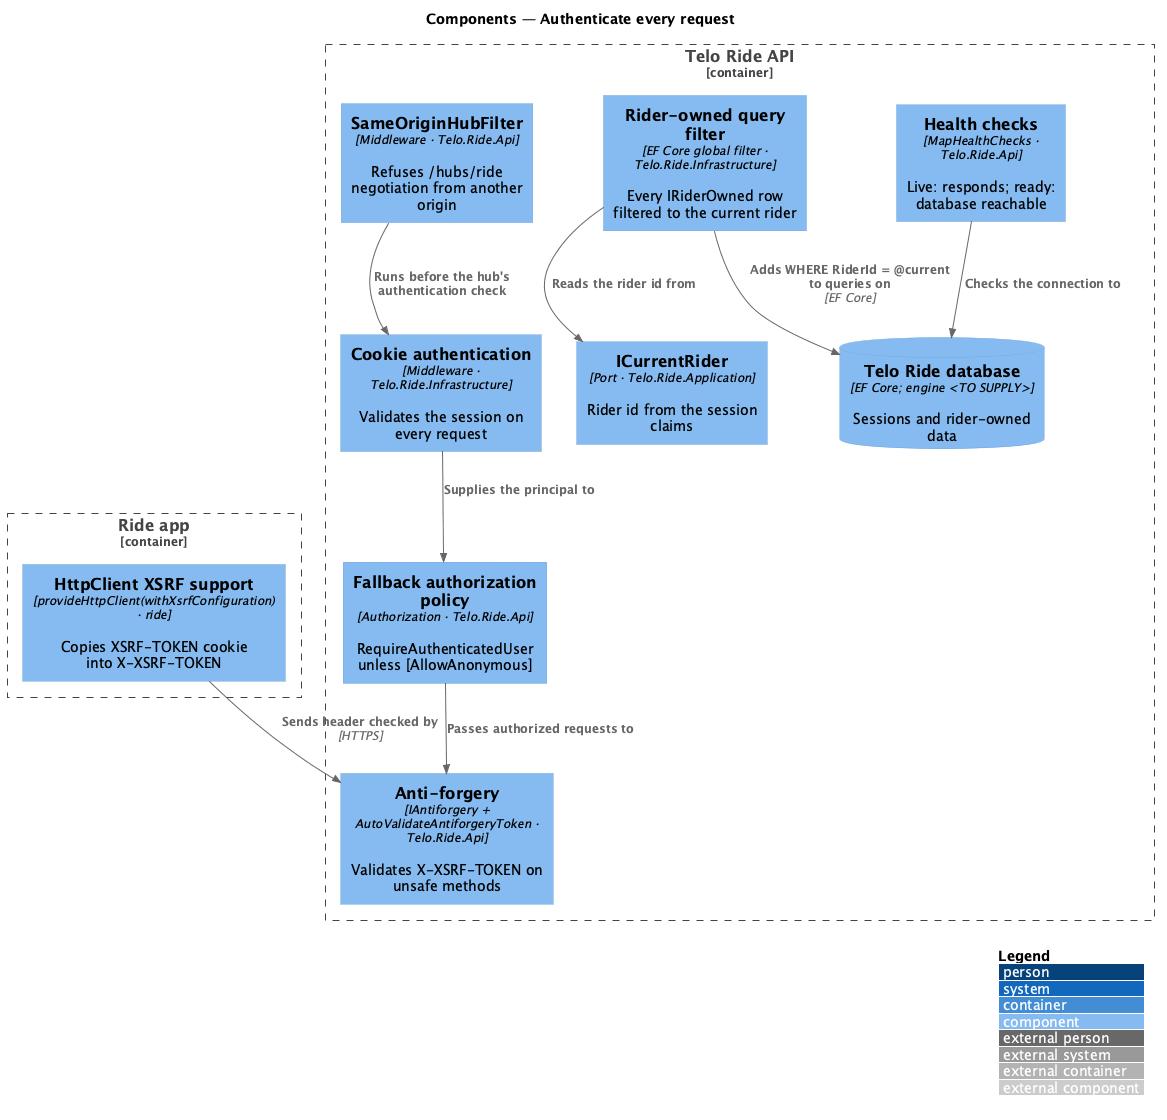 Components — Authenticate every request
Telo Ride API
[container]
SameOriginHubFilter
[Middleware · Telo.Ride.Api]
Refuses /hubs/ride
negotiation from another
origin
Rider-owned query
filter
[EF Core global filter ·
Telo.Ride.Infrastructure]
Every IRiderOwned row
filtered to the current rider
Health checks
[MapHealthChecks ·
Telo.Ride.Api]
Live: responds; ready:
database reachable
Runs before the hub's
authentication check
Reads the rider id from
Adds WHERE RiderId = @current
to queries on
[EF Core]
Checks the connection to
Cookie authentication
[Middleware ·
Telo.Ride.Infrastructure]
Validates the session on
every request
ICurrentRider
[Port · Telo.Ride.Application]
Rider id from the session
claims
Telo Ride database
[EF Core; engine <TO SUPPLY>]
Sessions and rider-owned
data
Supplies the principal to
Ride app
[container]
HttpClient XSRF support
[provideHttpClient(withXsrfConfiguration)
· ride]
Copies XSRF-TOKEN cookie
into X-XSRF-TOKEN
Fallback authorization
policy
[Authorization · Telo.Ride.Api]
RequireAuthenticatedUser
unless [AllowAnonymous]
Sends header checked by
[HTTPS]
Passes authorized requests to
Anti-forgery
[IAntiforgery +
AutoValidateAntiforgeryToken ·
Telo.Ride.Api]
Validates X-XSRF-TOKEN on
unsafe methods
Legend
person
system
container
component
external person
external system
external container
external component